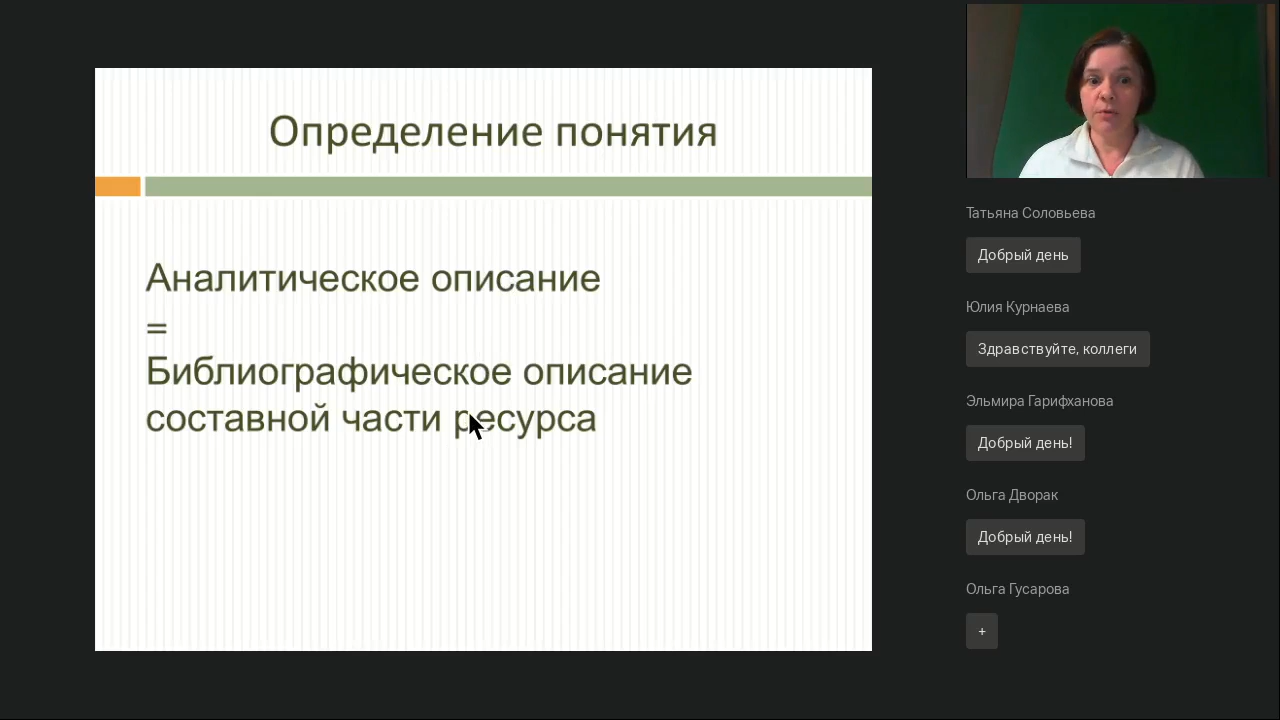 Определение понятия
Аналитическое описание
=
Библиографическое описание
составной части ресурса
Татьяна Соловьева
Добрый день
Юлия Курнаева
Здравствуйте, коллеги
Эльмира Гарифханова
Добрый день!
Ольга Дворак
Добрый день!
Ольга Гусарова
+